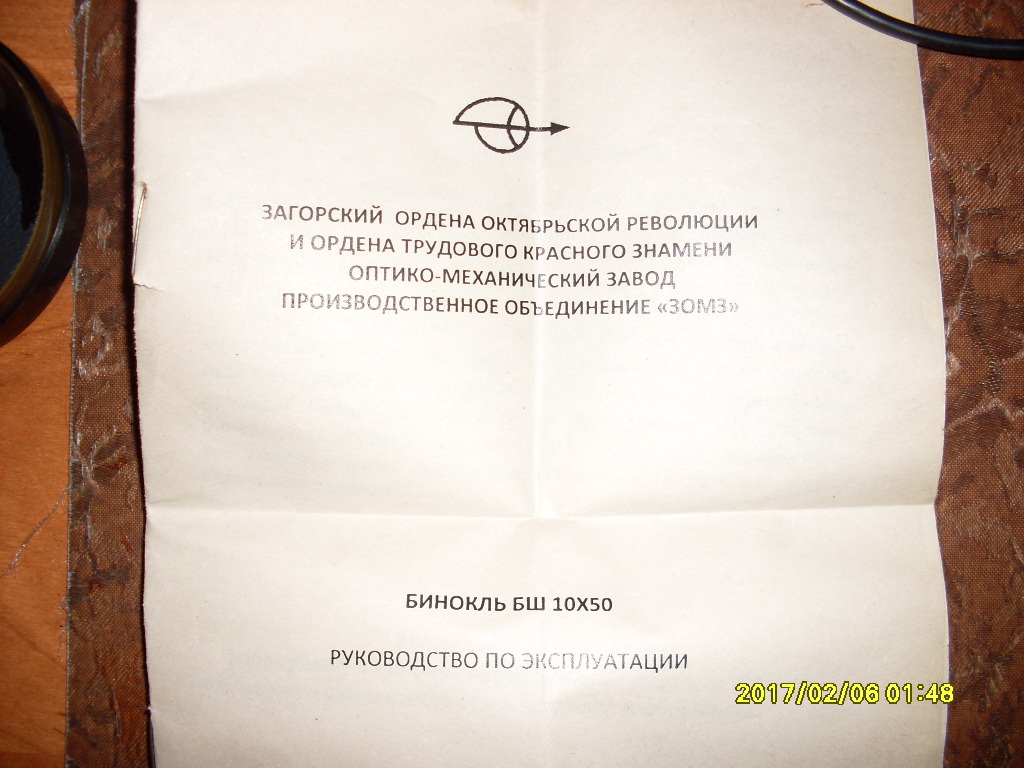 ЗАГОРСКИЙ ОРДЕНА ОКТЯБРЬСКОЙ РЕВОЛЮЦИИ
И ОРДЕНА ТРУДОВОГО КРАСНОГО ЗНАМЕНИ
ОПТИКО-МЕХАНИЧЕСКИЙ ЗАВОД
ПРОИЗВОДСТВЕННОЕ ОБЪЕДИНЕНИЕ «ЗОМЗ»
БИНОКЛЬ БШ 10X50
РУКОВОДСТВО ПО ЭКСПЛУАТАЦИИ
2017/02/06 01:48